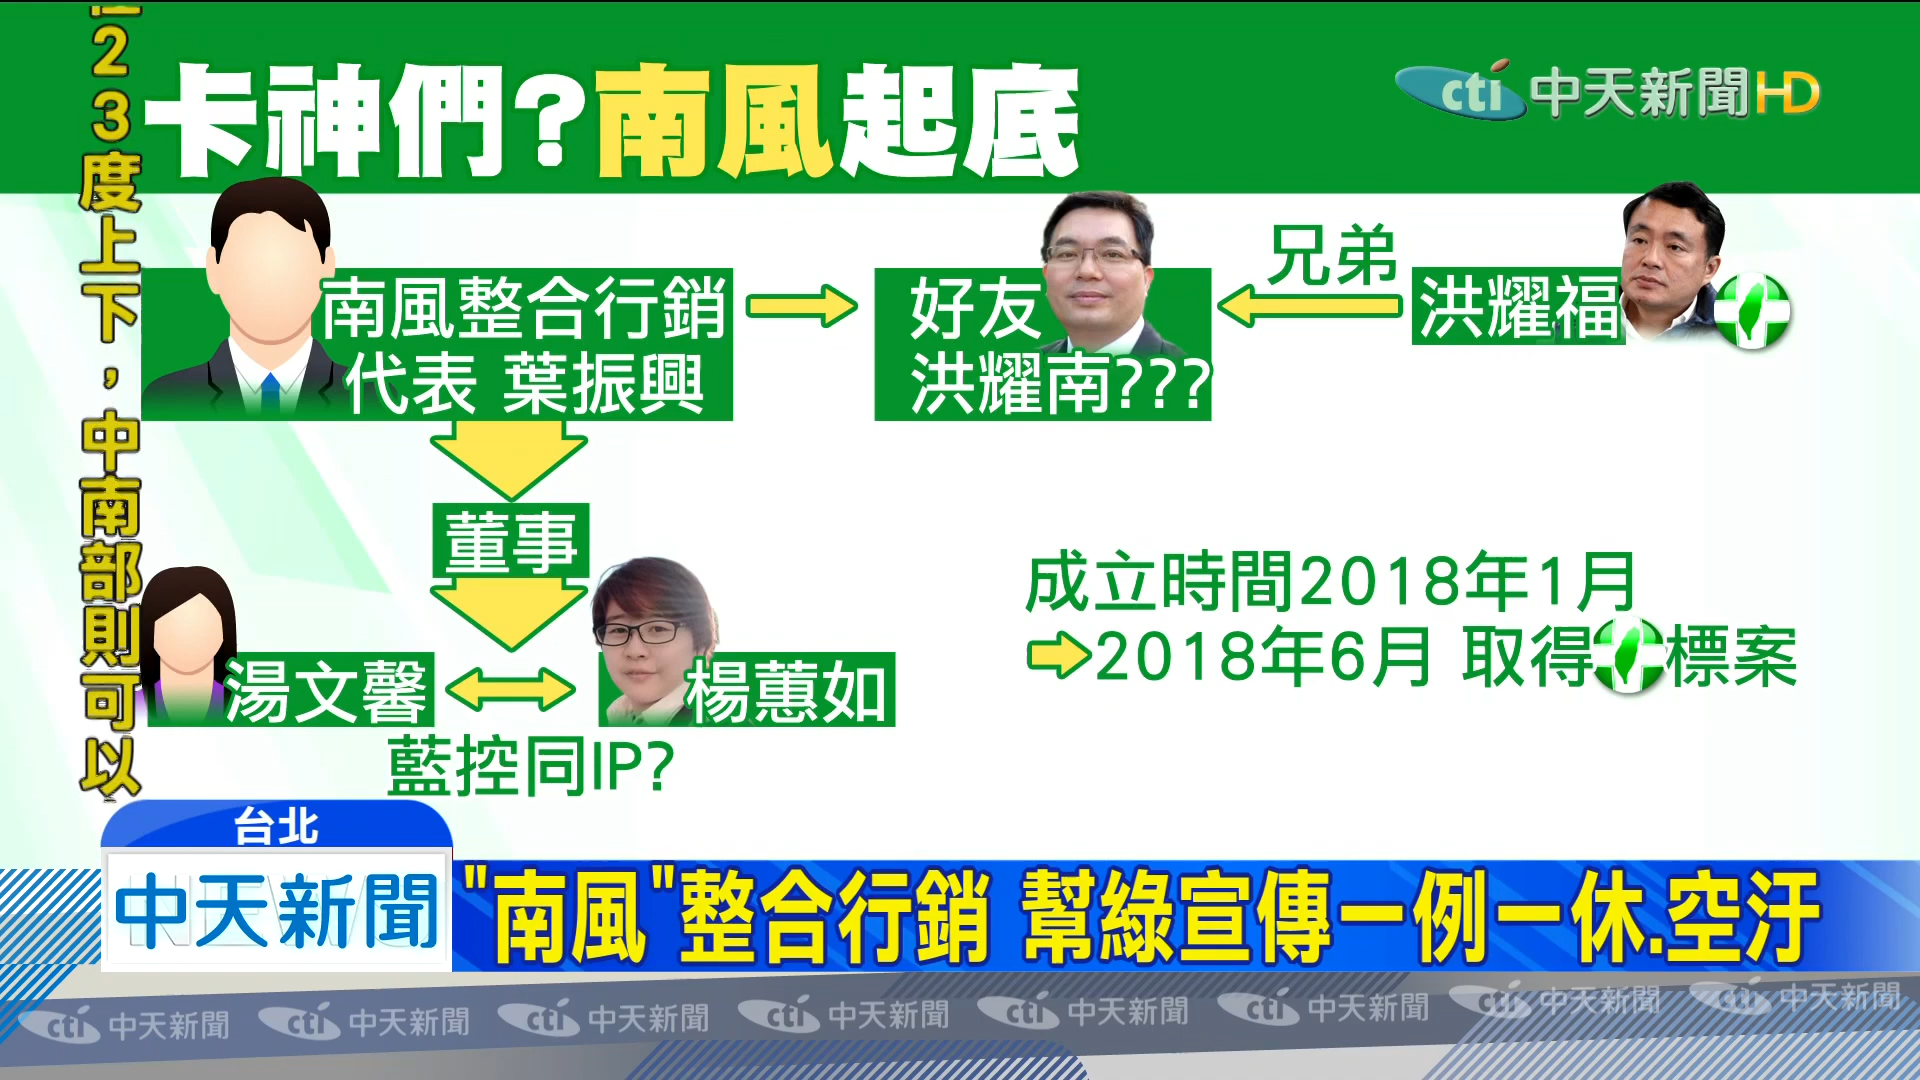 23度上下，中南部則可以
卡神們?南風起底
cti 中天新聞HD
南風整合行銷
代表 葉振興
好友
洪耀南???
兄弟
洪耀福
董事
湯文馨
楊蕙如
藍控同IP?
成立時間2018年1月
2018年6月 取得標案
台北
中天新聞
"南風"整合行銷 幫綠宣傳一例一休.空汙
cti 中天新聞 cti 中天新聞 cti 中天新聞 cti 中天新聞 cti 中天新聞 cti 中天新聞 cti 中天新聞 cti 中天新聞